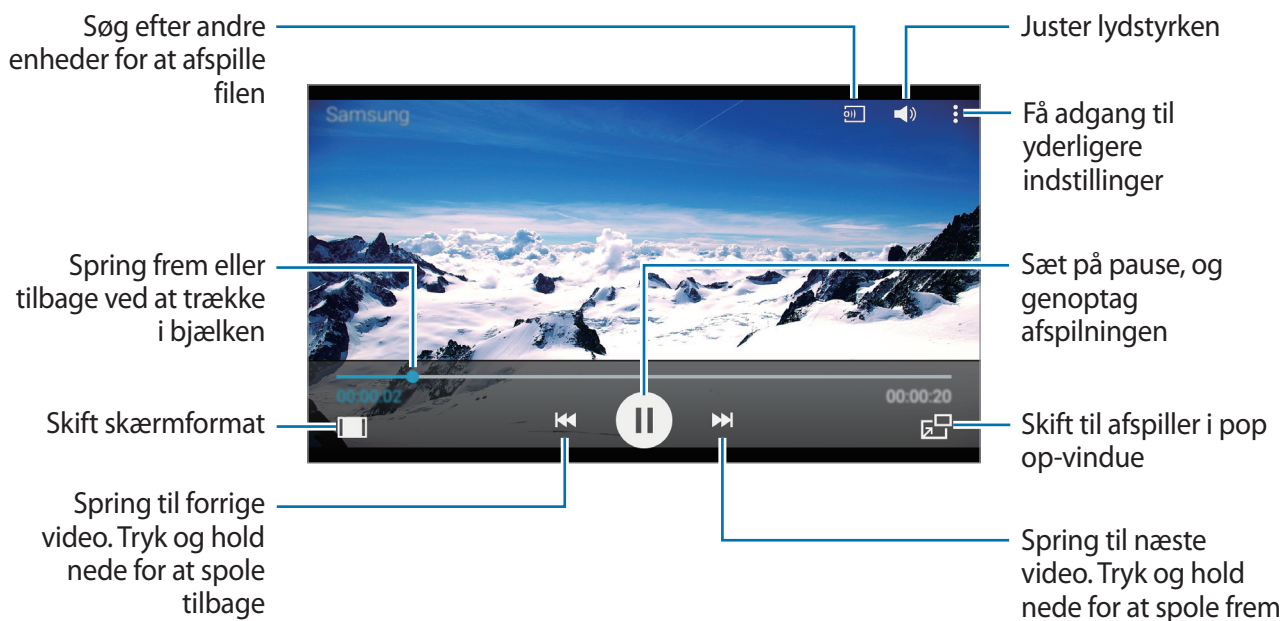 Søg efter andre
enheder for at afspille
filen
Juster lydstyrken
Samsung
Få adgang til
yderligere
indstillinger
Spring frem eller
tilbage ved at trække
i bjælken
Sæt på pause, og
genoptag
afspilningen
00:00:02
00:00:20
Skift skærmformat
Skift til afspiller i pop
op-vindue
Spring til forrige
video. Tryk og hold
nede for at spole
tilbage
Spring til næste
video. Tryk og hold
nede for at spole frem